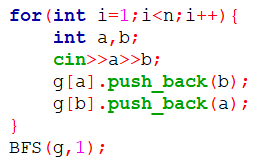 for(int i=1;i<n;i++){
int a,b;
cin>>a>>b;
g[a].push_back(b);
g[b].push_back(a);
}
BFS(g,1);